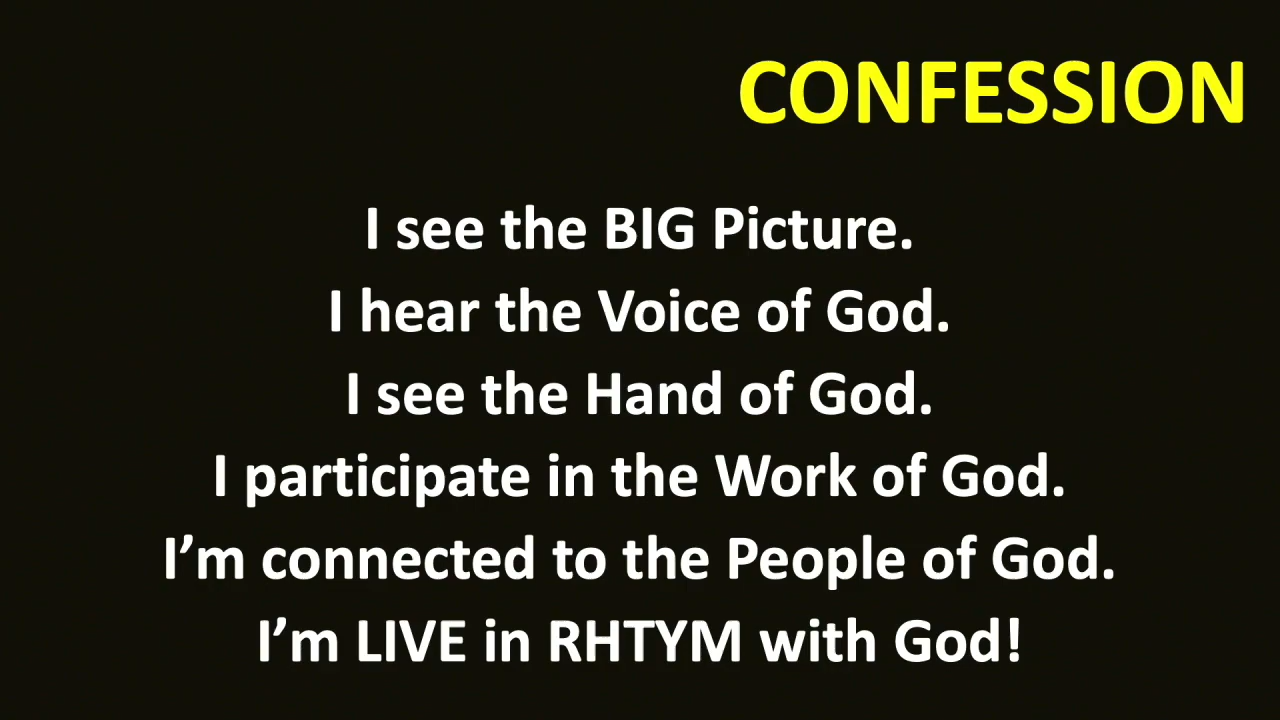 CONFESSION
I see the BIG Picture.
I hear the Voice of God.
I see the Hand of God.
I participate in the Work of God.
I’m connected to the People of God.
I’m LIVE in RHTYM with God!